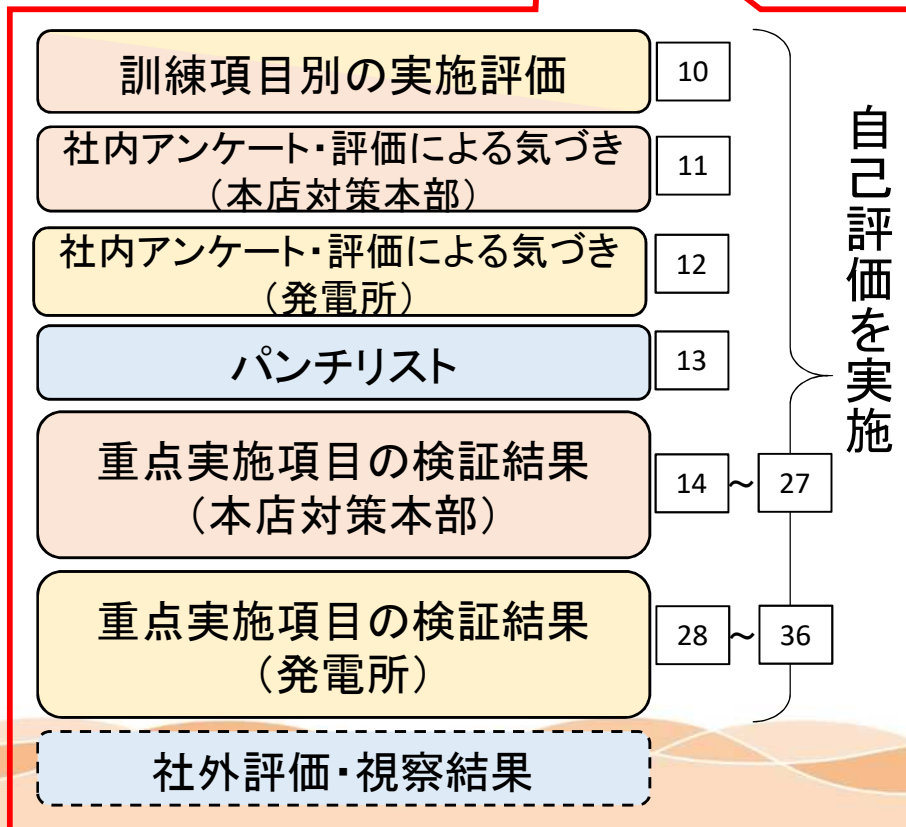 訓練項目別の実施評価
10
社内アンケート・評価による気づき
（本店対策本部）
11
社内アンケート・評価による気づき
（発電所）
12
パンチリスト
13
重点実施項目の検証結果
（本店対策本部）
14～27
重点実施項目の検証結果
（発電所）
28～36
社外評価・視察結果
自己評価を実施